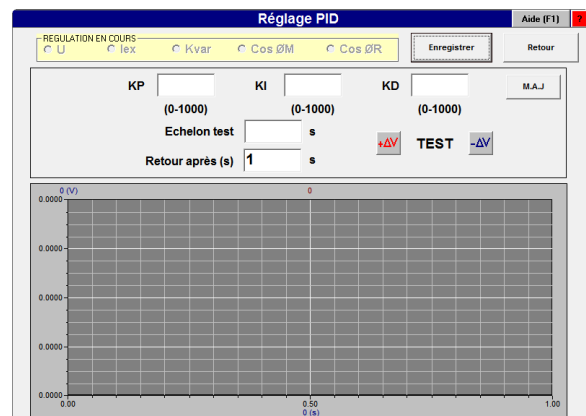 Réglage PID Aide (F1) ?
REGULATION EN COURS
U Iex Kvar Cos ØM Cos ØR Enregistrer Retour
KP KI KD M.A.J
(0-1000) (0-1000) (0-1000)
Echelon test s
+ΔV TEST -ΔV
Retour après (s) 1 s
0 (V) 0
0.0000
0.0000
0.0000
0.0000
0.0000
0.00 0.50 1.00
0 (s)